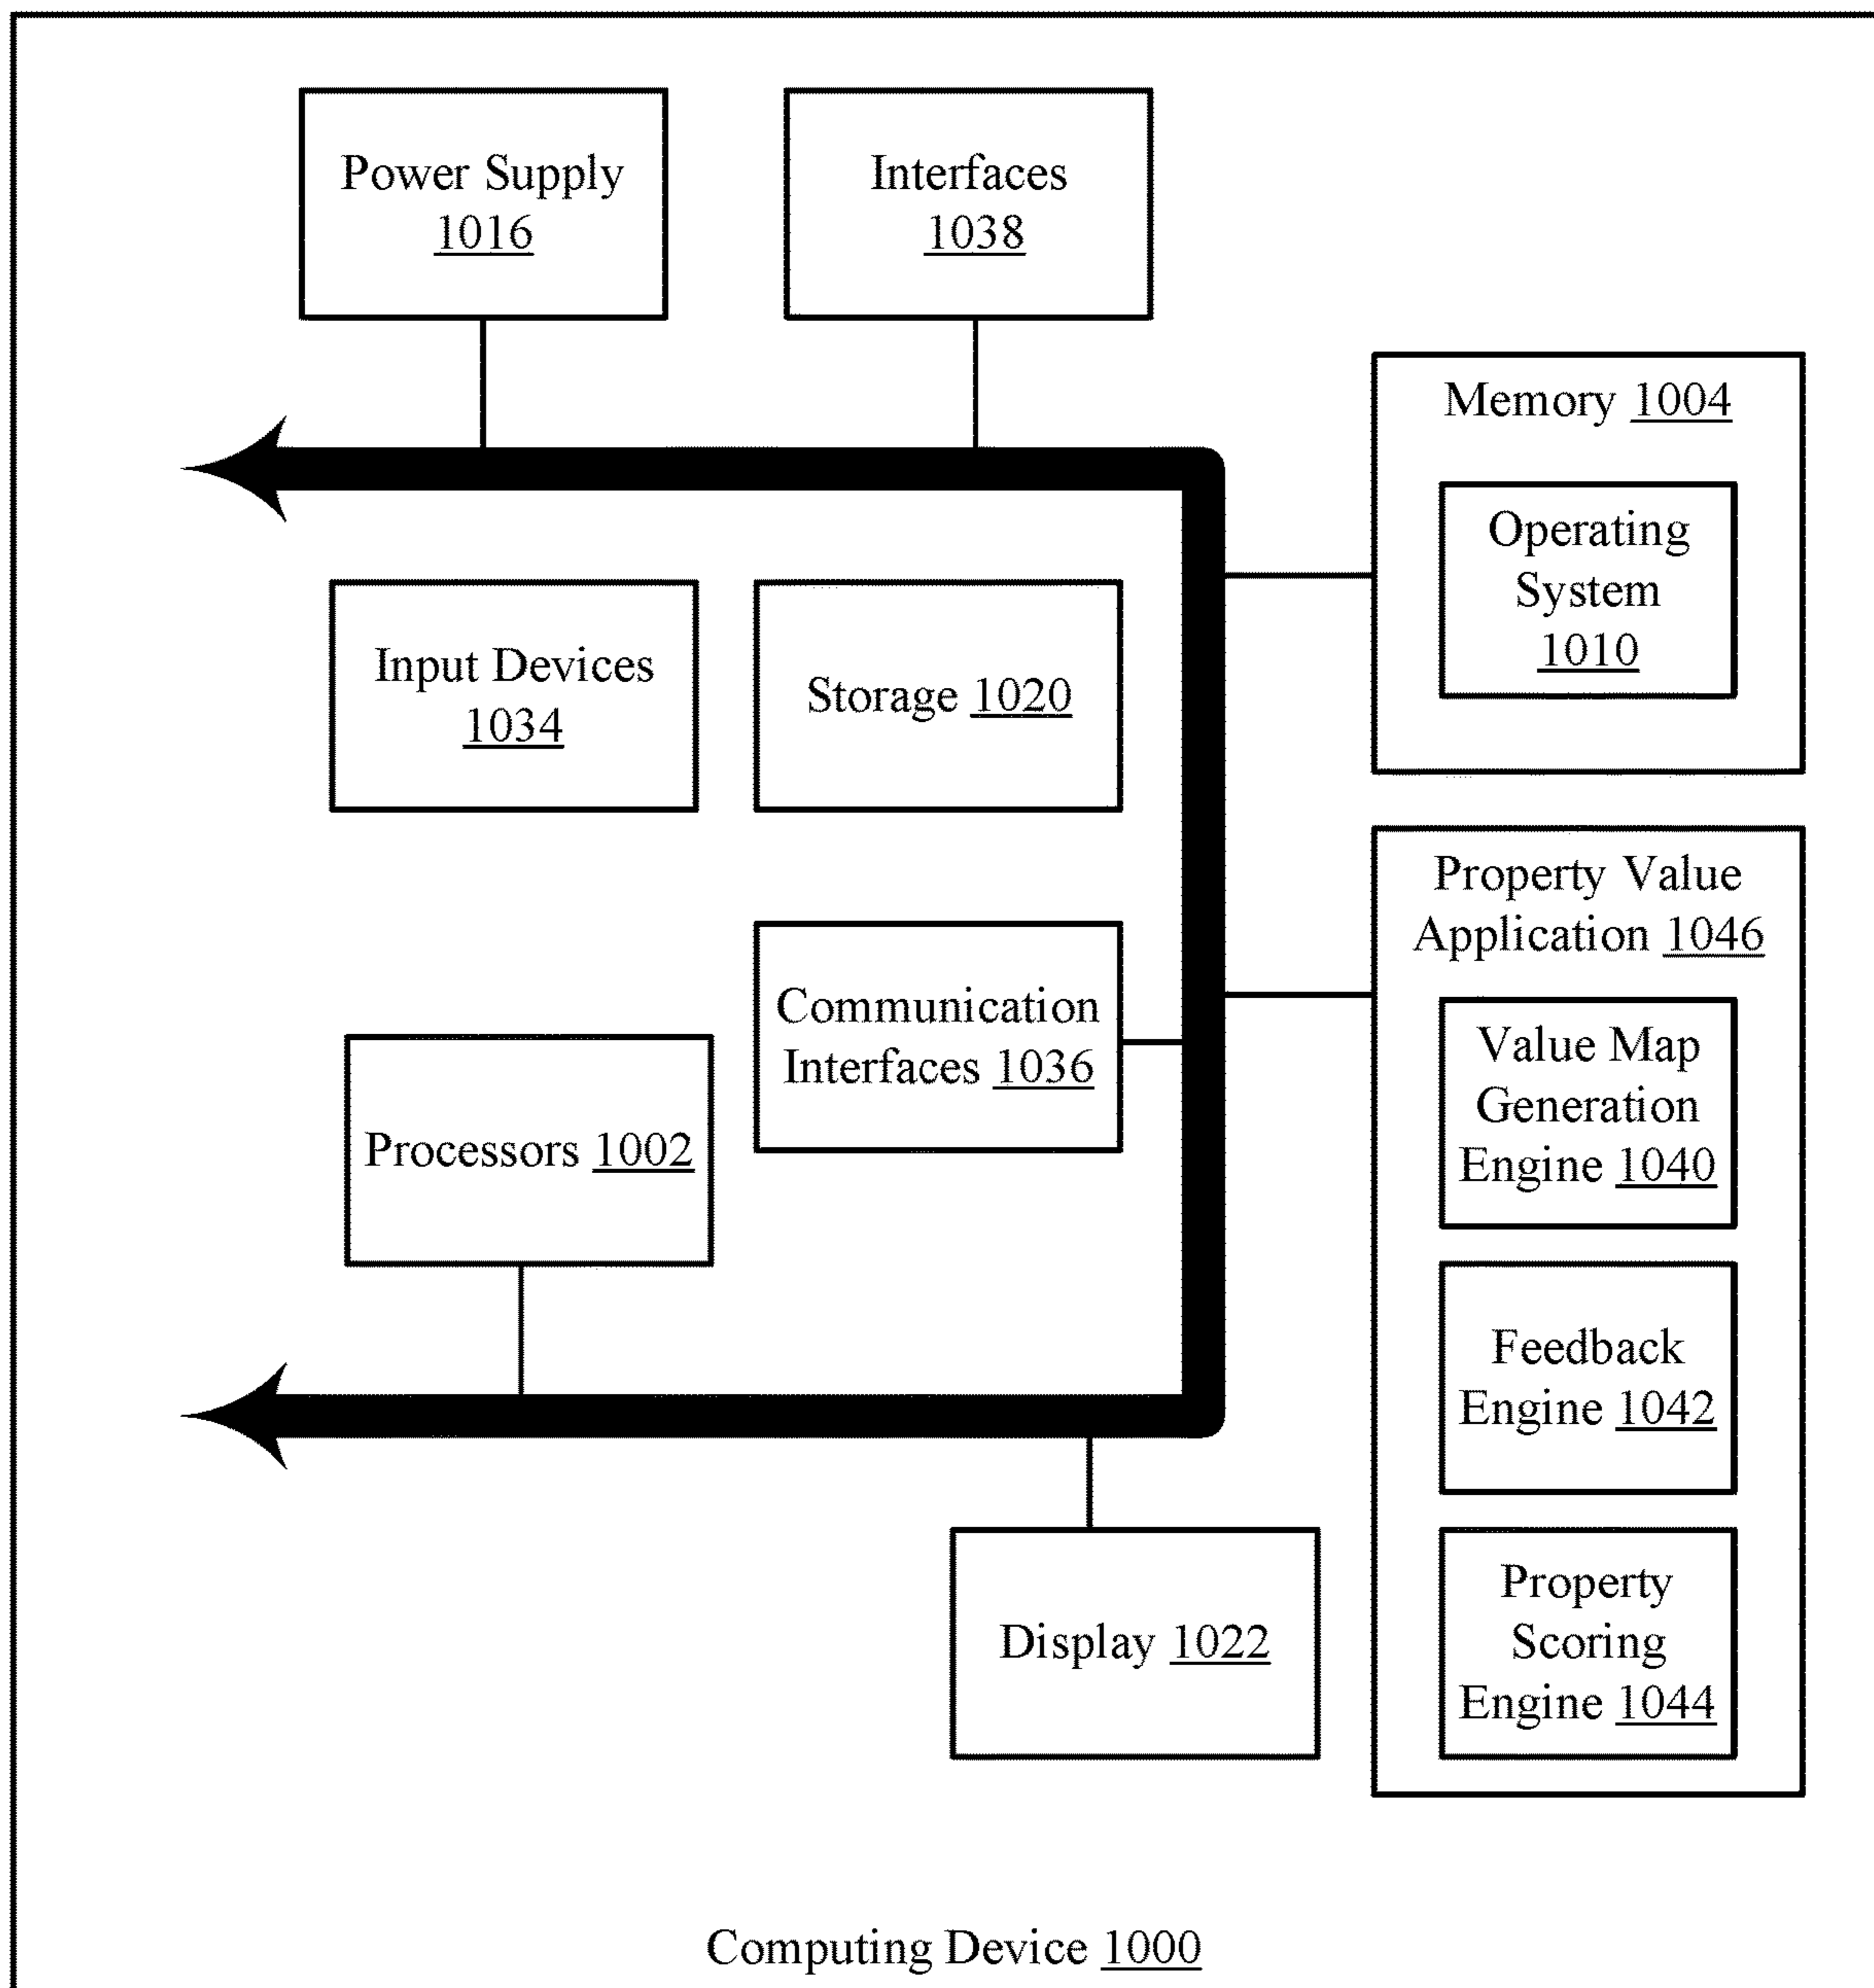 Power Supply
1016
Interfaces
1038
Memory 1004
Operating
System
1010
Input Devices
1034
Storage 1020
Property Value
Application 1046
Communication
Interfaces 1036
Value Map
Generation
Engine 1040
Processors 1002
Feedback
Engine 1042
Display 1022
Property
Scoring
Engine 1044
Computing Device 1000